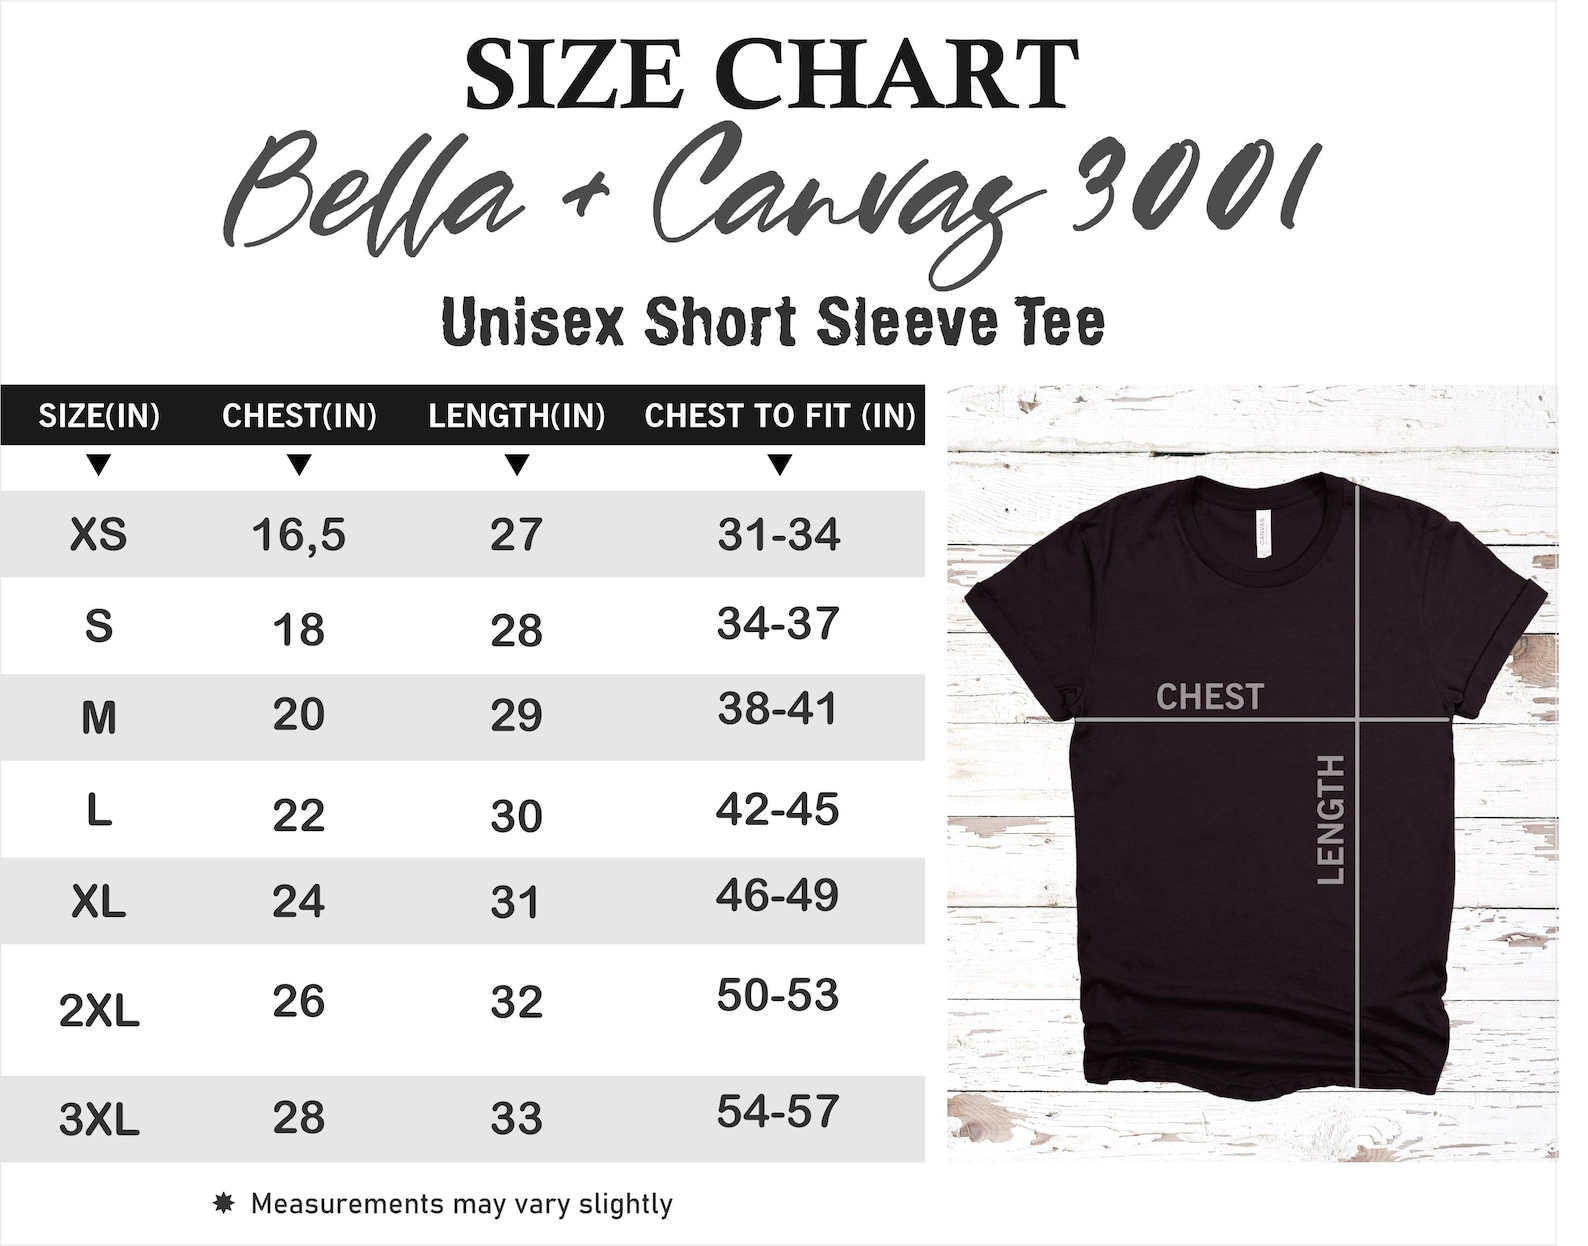 SIZE CHART
Bella + Canvas 3001
Unisex Short Sleeve Tee
SIZE(IN) CHEST(IN) LENGTH(IN) CHEST TO FIT (IN)
XS 16,5 27 31-34
S 18 28 34-37
M 20 29 38-41
L 22 30 42-45
XL 24 31 46-49
2XL 26 32 50-53
3XL 28 33 54-57
✸ Measurements may vary slightly
CANVAS
CHEST
LENGTH